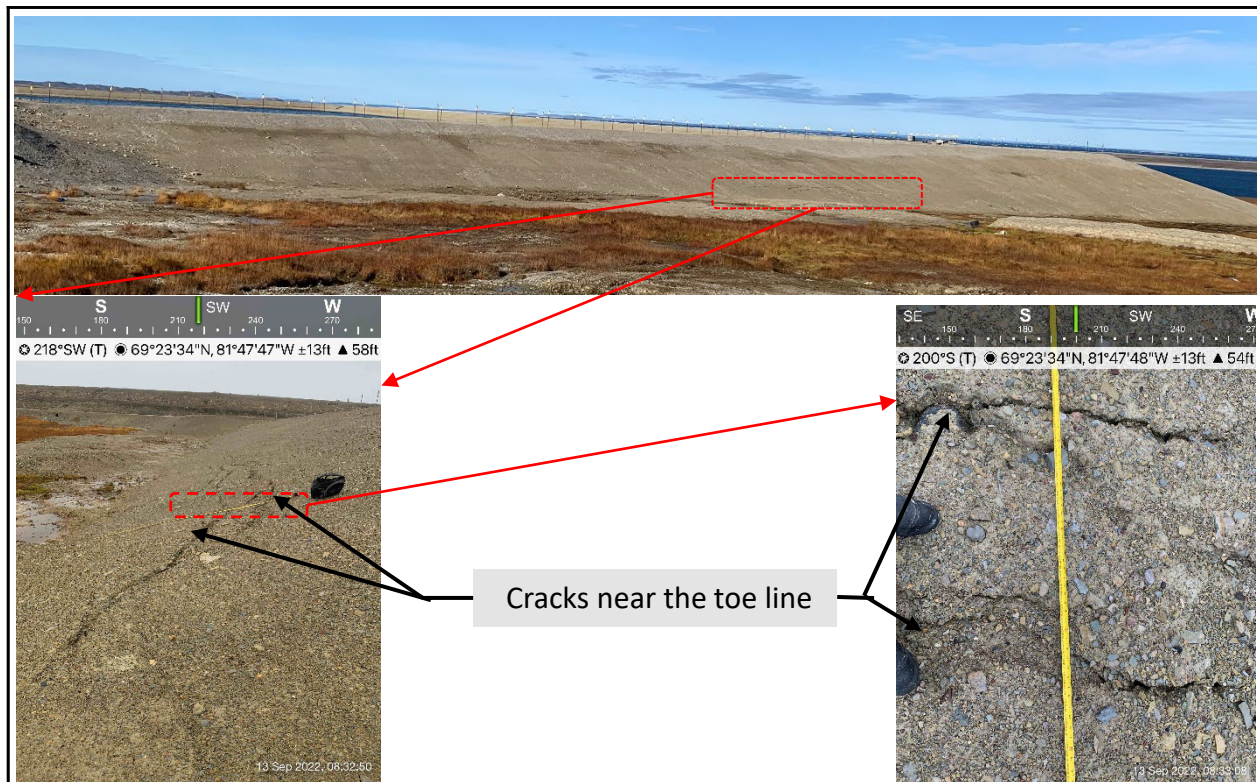 S SW W
150 180 210 240 270
218°SW (T) 69°23'34"N, 81°47'47"W ±13ft ▲ 58ft
13 Sep 2022, 08:32:50
SE S SW W
150 180 210 240 27
200°S (T) 69°23'34"N, 81°47'48"W ±13ft ▲ 54ft
Cracks near the toe line
13 Sep 2022, 08:33:08